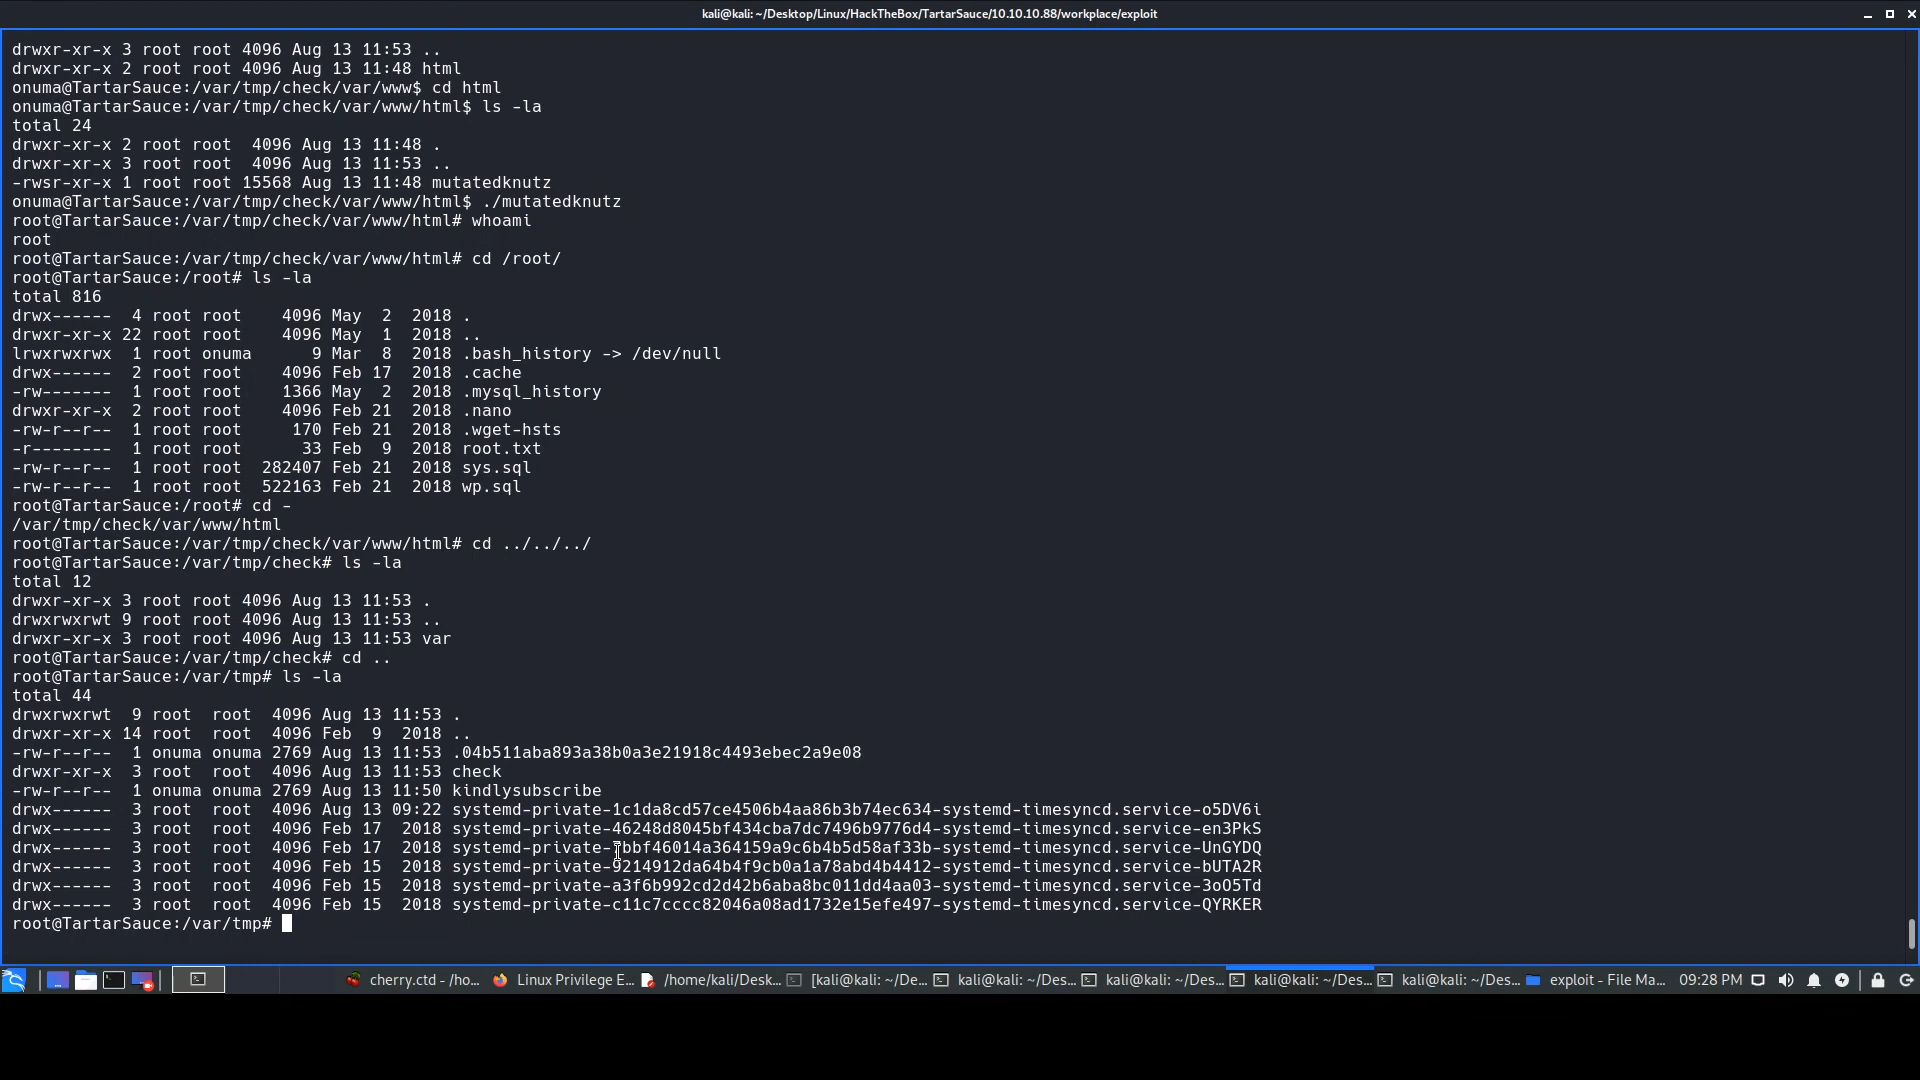 kali@kali: ~/Desktop/Linux/HackTheBox/TartarSauce/10.10.10.88/workplace/exploit
drwxr-xr-x 3 root root 4096 Aug 13 11:53 ..
drwxr-xr-x 2 root root 4096 Aug 13 11:48 html
onuma@TartarSauce:/var/tmp/check/var/www$ cd html
onuma@TartarSauce:/var/tmp/check/var/www/html$ ls -la
total 24
drwxr-xr-x 2 root root  4096 Aug 13 11:48 .
drwxr-xr-x 3 root root  4096 Aug 13 11:53 ..
-rwsr-xr-x 1 root root 15568 Aug 13 11:48 mutatedknutz
onuma@TartarSauce:/var/tmp/check/var/www/html$ ./mutatedknutz
root@TartarSauce:/var/tmp/check/var/www/html# whoami
root
root@TartarSauce:/var/tmp/check/var/www/html# cd /root/
root@TartarSauce:/root# ls -la
total 816
drwx------  4 root root    4096 May  2  2018 .
drwxr-xr-x 22 root root    4096 May  1  2018 ..
lrwxrwxrwx  1 root onuma      9 Mar  8  2018 .bash_history -> /dev/null
drwx------  2 root root    4096 Feb 17  2018 .cache
-rw-------  1 root root    1366 May  2  2018 .mysql_history
drwxr-xr-x  2 root root    4096 Feb 21  2018 .nano
-rw-r--r--  1 root root     170 Feb 21  2018 .wget-hsts
-r--------  1 root root      33 Feb  9  2018 root.txt
-rw-r--r--  1 root root  282407 Feb 21  2018 sys.sql
-rw-r--r--  1 root root  522163 Feb 21  2018 wp.sql
root@TartarSauce:/root# cd -
/var/tmp/check/var/www/html
root@TartarSauce:/var/tmp/check/var/www/html# cd ../../../
root@TartarSauce:/var/tmp/check# ls -la
total 12
drwxr-xr-x 3 root root 4096 Aug 13 11:53 .
drwxrwxrwt 9 root root 4096 Aug 13 11:53 ..
drwxr-xr-x 3 root root 4096 Aug 13 11:53 var
root@TartarSauce:/var/tmp/check# cd ..
root@TartarSauce:/var/tmp# ls -la
total 44
drwxrwxrwt  9 root  root  4096 Aug 13 11:53 .
drwxr-xr-x 14 root  root  4096 Feb  9  2018 ..
-rw-r--r--  1 onuma onuma 2769 Aug 13 11:53 .04b511aba893a38b0a3e21918c4493ebec2a9e08
drwxr-xr-x  3 root  root  4096 Aug 13 11:53 check
-rw-r--r--  1 onuma onuma 2769 Aug 13 11:50 kindlysubscribe
drwx------  3 root  root  4096 Aug 13 09:22 systemd-private-1c1da8cd57ce4506b4aa86b3b74ec634-systemd-timesyncd.service-o5DV6i
drwx------  3 root  root  4096 Feb 17  2018 systemd-private-46248d8045bf434cba7dc7496b9776d4-systemd-timesyncd.service-en3PkS
drwx------  3 root  root  4096 Feb 17  2018 systemd-private-7bbf46014a364159a9c6b4b5d58af33b-systemd-timesyncd.service-UnGYDQ
drwx------  3 root  root  4096 Feb 15  2018 systemd-private-9214912da64b4f9cb0a1a78abd4b4412-systemd-timesyncd.service-bUTA2R
drwx------  3 root  root  4096 Feb 15  2018 systemd-private-a3f6b992cd2d42b6aba8bc011dd4aa03-systemd-timesyncd.service-3oO5Td
drwx------  3 root  root  4096 Feb 15  2018 systemd-private-c11c7cccc82046a08ad1732e15efe497-systemd-timesyncd.service-QYRKER
root@TartarSauce:/var/tmp#
cherry.ctd - /ho... Linux Privilege E... /home/kali/Desk... [kali@kali: ~/De... kali@kali: ~/Des... kali@kali: ~/Des... kali@kali: ~/Des... kali@kali: ~/Des... exploit - File Ma... 09:28 PM